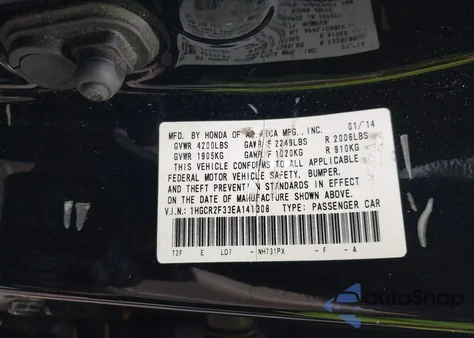 MFD. BY HONDA OF AMERICA MFG., INC. 01/14
GVWR 4200LBS GAWR F 2249LBS R 2006LBS
GVWR 1905KG GAWR F 1020KG R 910KG
THIS VEHICLE CONFORMS TO ALL APPLICABLE
FEDERAL MOTOR VEHICLE SAFETY, BUMPER,
AND THEFT PREVENTION STANDARDS IN EFFECT
ON THE DATE OF MANUFACTURE SHOWN ABOVE.
V.I.N.: 1HGCR2F33EA141308 TYPE: PASSENGER CAR
T2F E LD7 - NH731PX - F - A
autoSnap